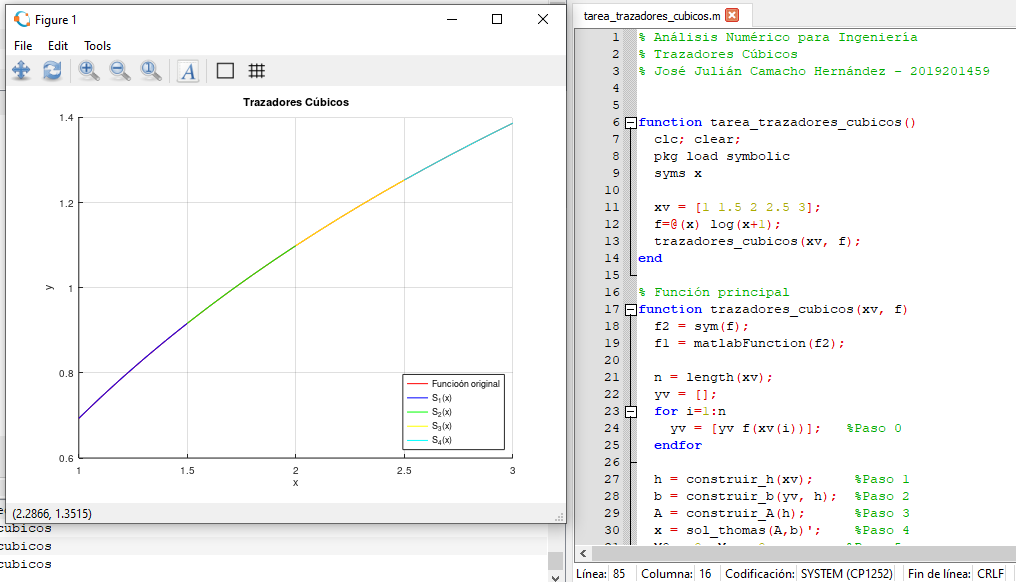 Figure 1
File Edit Tools
Trazadores Cúbicos
1.4
1.2
1
0.8
0.6
y
1 1.5 2 2.5 3
x
Funcioón original
S1(x)
S2(x)
S3(x)
S4(x)
(2.2866, 1.3515)
cubicos
cubicos
cubicos
tarea_trazadores_cubicos.m
1 % Análisis Numérico para Ingeniería
2 % Trazadores Cúbicos
3 % José Julián Camacho Hernández - 2019201459
4
5
6 function tarea_trazadores_cubicos()
7 clc; clear;
8 pkg load symbolic
9 syms x
10
11 xv = [1 1.5 2 2.5 3];
12 f=@(x) log(x+1);
13 trazadores_cubicos(xv, f);
14 end
15
16 % Función principal
17 function trazadores_cubicos(xv, f)
18 f2 = sym(f);
19 f1 = matlabFunction(f2);
20
21 n = length(xv);
22 yv = [];
23 for i=1:n
24 yv = [yv f(xv(i))]; %Paso 0
25 endfor
26
27 h = construir_h(xv); %Paso 1
28 b = construir_b(yv, h); %Paso 2
29 A = construir_A(h); %Paso 3
30 x = sol_thomas(A,b)'; %Paso 4
Línea: 85 Columna: 16 Codificación: SYSTEM (CP1252) Fin de línea: CRLF